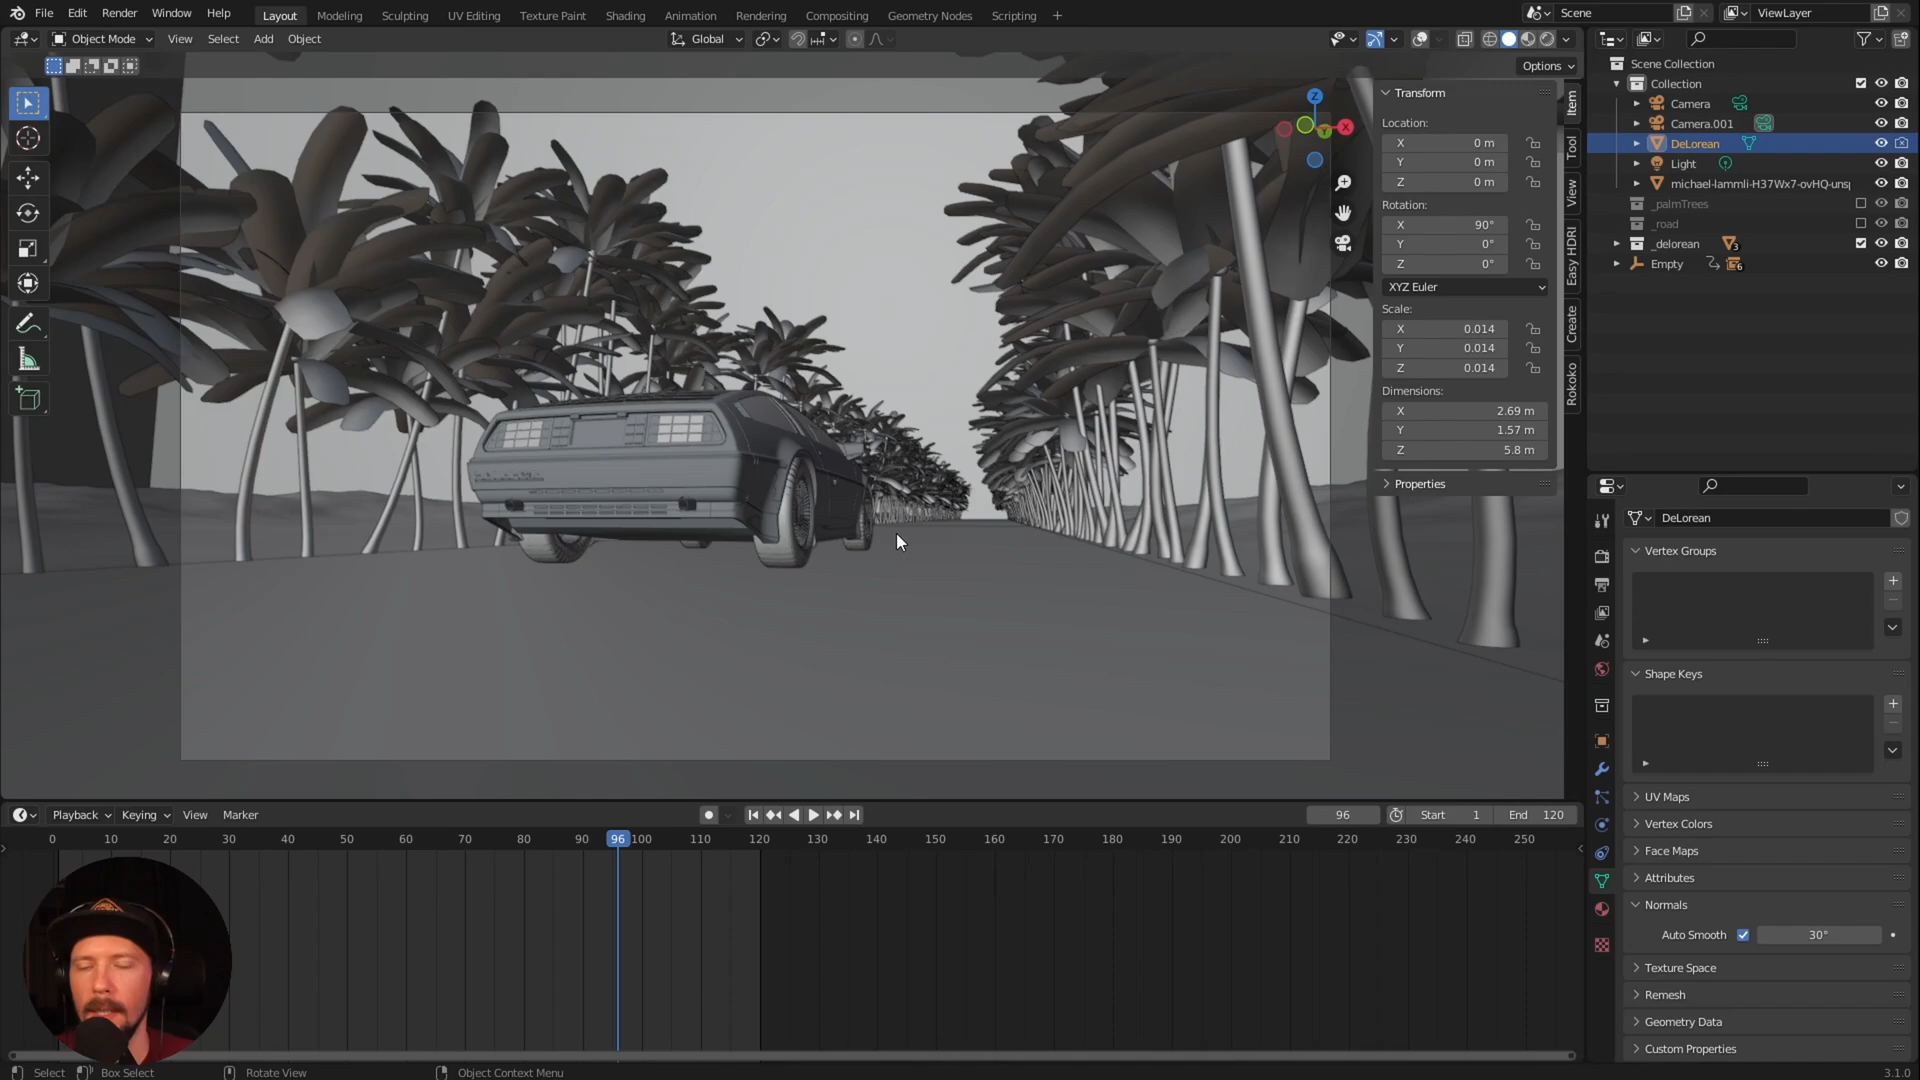 File Edit Render Window Help Layout Modeling Sculpting UV Editing Texture Paint Shading Animation Rendering Compositing Geometry Nodes Scripting + Scene ViewLayer
Object Mode View Select Add Object Global
Options
Transform
Location:
X 0 m
Y 0 m
Z 0 m
Rotation:
X 90°
Y 0°
Z 0°
XYZ Euler
Scale:
X 0.014
Y 0.014
Z 0.014
Dimensions:
X 2.69 m
Y 1.57 m
Z 5.8 m
Properties
Item
Tool
View
Easy HDRI
Create
Rokoko
Z
Y
X
Scene Collection
Collection
Camera
Camera.001
DeLorean
Light
michael-lammli-H37Wx7-ovHQ-unsp
_palmTrees
_road
_delorean 3
Empty 6
DeLorean
Vertex Groups
Shape Keys
UV Maps
Vertex Colors
Face Maps
Attributes
Normals
Auto Smooth 30°
Texture Space
Remesh
Geometry Data
Custom Properties
Playback Keying View Marker 96 Start 1 End 120
0 10 20 30 40 50 60 70 80 90 96 100 110 120 130 140 150 160 170 180 190 200 210 220 230 240 250
Select Box Select Rotate View Object Context Menu 3.1.0